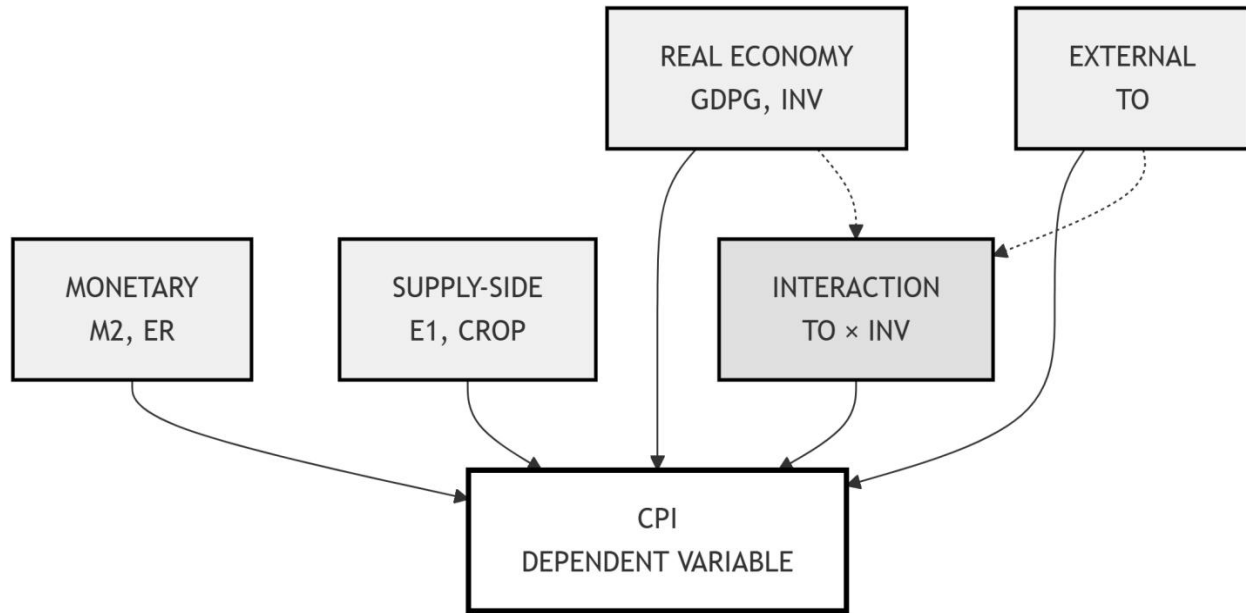 REAL ECONOMY
GDPG, INV
EXTERNAL
TO
MONETARY
M2, ER
SUPPLY-SIDE
E1, CROP
INTERACTION
TO × INV
CPI
DEPENDENT VARIABLE